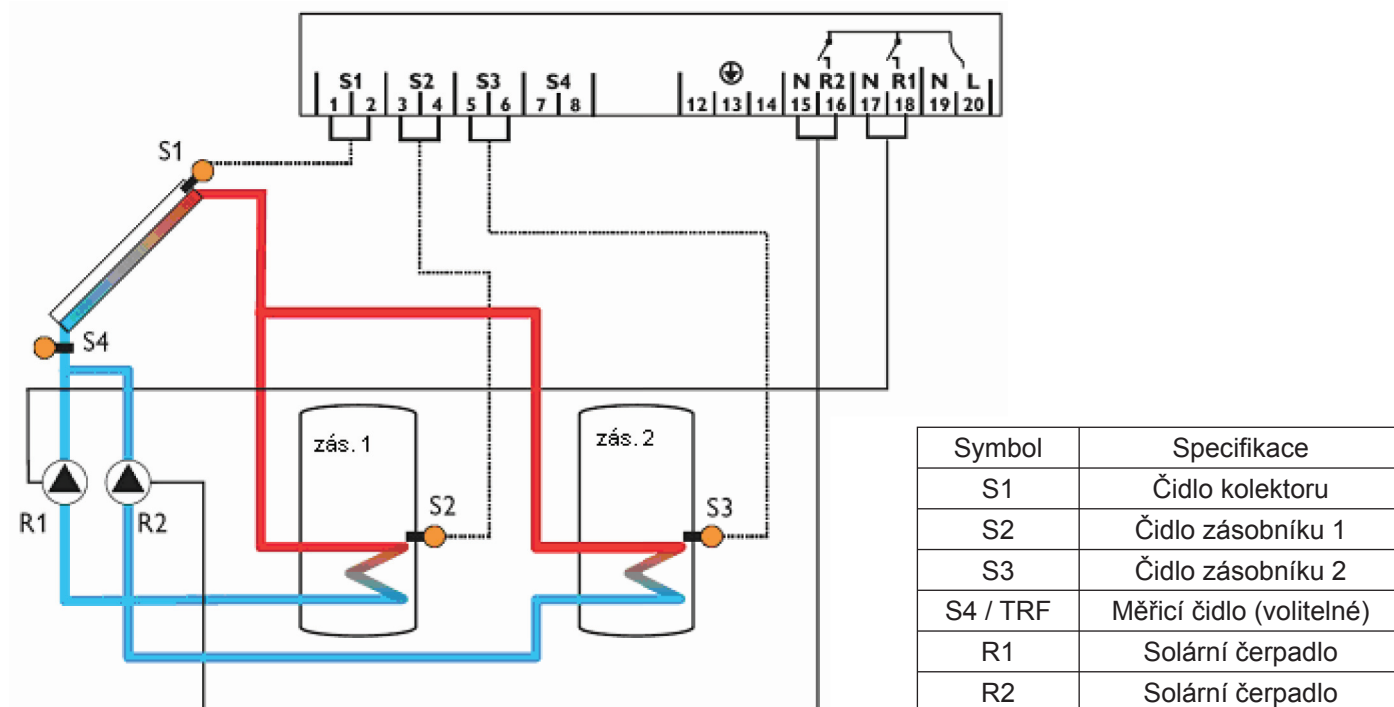 S1 S2 S3 S4 N R2 N R1 N L
1 2 3 4 5 6 7 8 12 13 14 15 16 17 18 19 20
S1
S4
zás.1
zás.2
R1
R2
S2
S3
Symbol Specifikace
S1 Čidlo kolektoru
S2 Čidlo zásobníku 1
S3 Čidlo zásobníku 2
S4 / TRF Měřicí čidlo (volitelné)
R1 Solární čerpadlo
R2 Solární čerpadlo